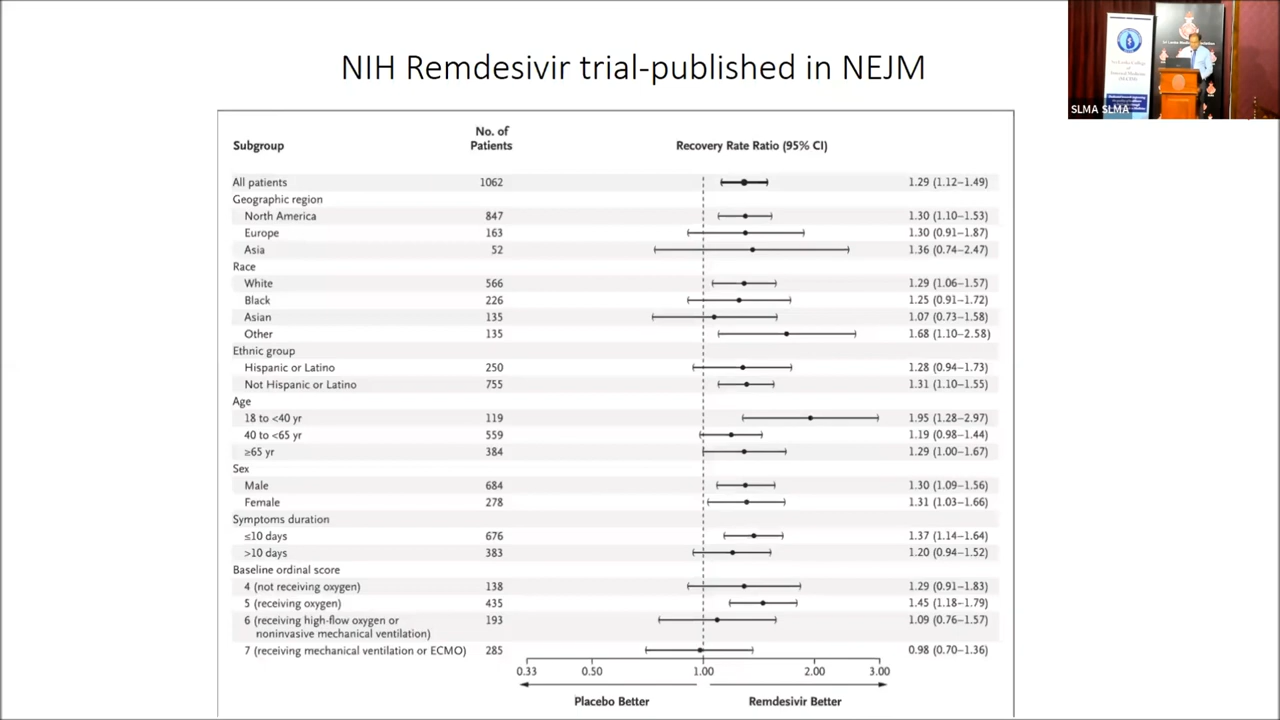 NIH Remdesivir trial-published in NEJM
SLMA SLMA
Subgroup No. of Patients Recovery Rate Ratio (95% CI)
All patients 1062 1.29 (1.12–1.49)
Geographic region
North America 847 1.30 (1.10–1.53)
Europe 163 1.30 (0.91–1.87)
Asia 52 1.36 (0.74–2.47)
Race
White 566 1.29 (1.06–1.57)
Black 226 1.25 (0.91–1.72)
Asian 135 1.07 (0.73–1.58)
Other 135 1.68 (1.10–2.58)
Ethnic group
Hispanic or Latino 250 1.28 (0.94–1.73)
Not Hispanic or Latino 755 1.31 (1.10–1.55)
Age
18 to <40 yr 119 1.95 (1.28–2.97)
40 to <65 yr 559 1.19 (0.98–1.44)
≥65 yr 384 1.29 (1.00–1.67)
Sex
Male 684 1.30 (1.09–1.56)
Female 278 1.31 (1.03–1.66)
Symptoms duration
≤10 days 676 1.37 (1.14–1.64)
>10 days 383 1.20 (0.94–1.52)
Baseline ordinal score
4 (not receiving oxygen) 138 1.29 (0.91–1.83)
5 (receiving oxygen) 435 1.45 (1.18–1.79)
6 (receiving high-flow oxygen or 193 1.09 (0.76–1.57)
noninvasive mechanical ventilation)
7 (receiving mechanical ventilation or ECMO) 285 0.98 (0.70–1.36)
0.33 0.50 1.00 2.00 3.00
Placebo Better Remdesivir Better